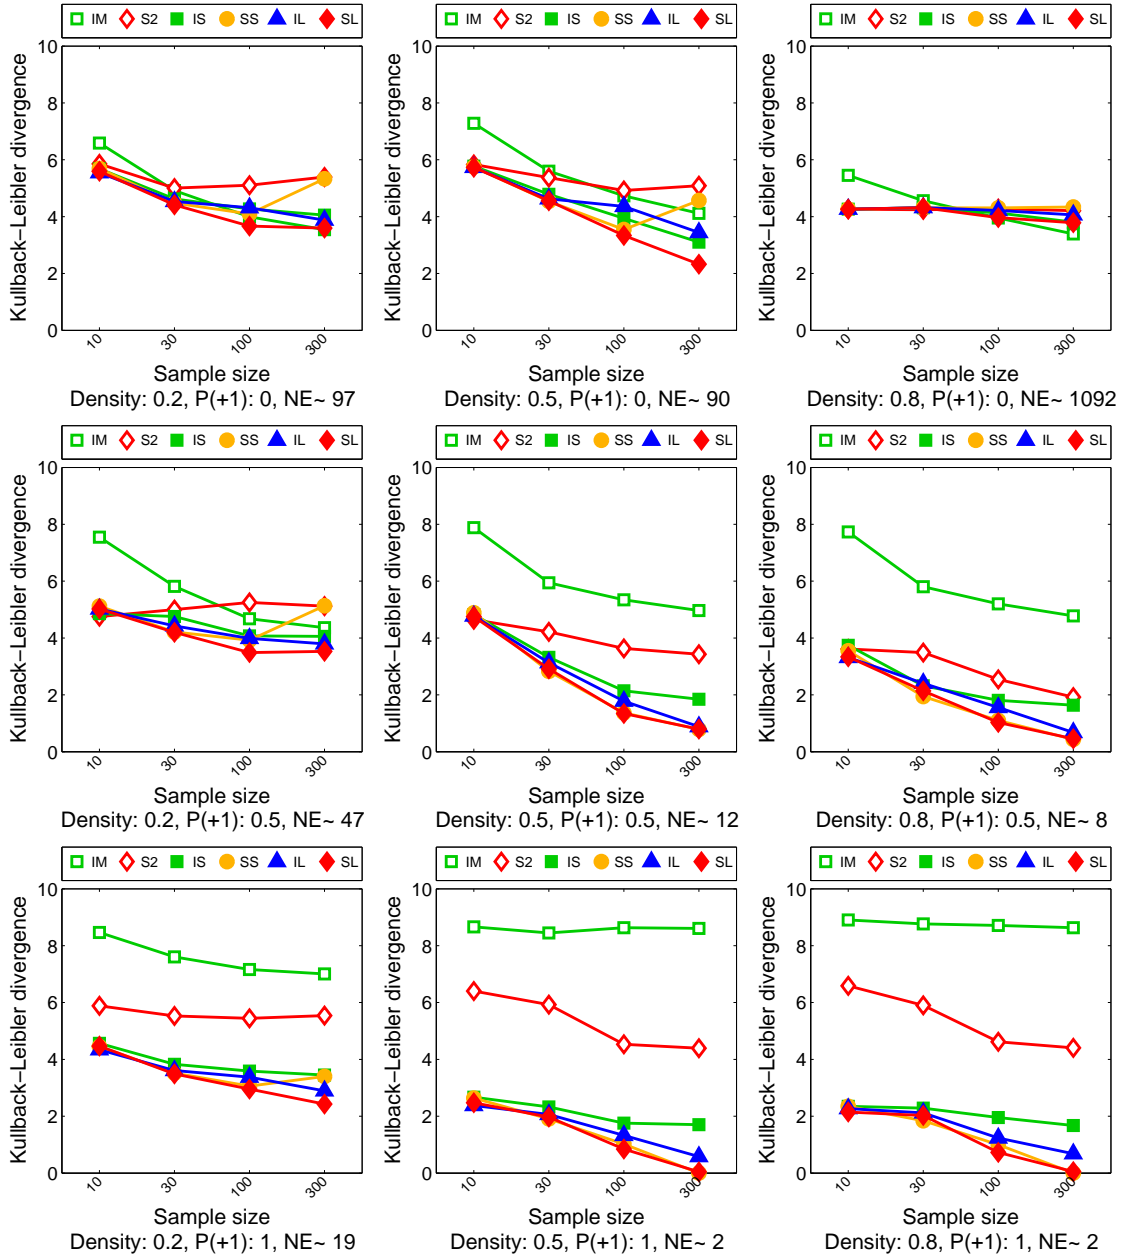 IM S2 IS SS IL SL IM S2 IS SS IL SL IM S2 IS SS IL SL
Kullback−Leibler divergence
10
8
6
4
2
0
10 30 100 300
Sample size
Density: 0.2, P(+1): 0, NE~ 97
Kullback−Leibler divergence
10
8
6
4
2
0
10 30 100 300
Sample size
Density: 0.5, P(+1): 0, NE~ 90
Kullback−Leibler divergence
10
8
6
4
2
0
10 30 100 300
Sample size
Density: 0.8, P(+1): 0, NE~ 1092
IM S2 IS SS IL SL IM S2 IS SS IL SL IM S2 IS SS IL SL
Kullback−Leibler divergence
10
8
6
4
2
0
10 30 100 300
Sample size
Density: 0.2, P(+1): 0.5, NE~ 47
Kullback−Leibler divergence
10
8
6
4
2
0
10 30 100 300
Sample size
Density: 0.5, P(+1): 0.5, NE~ 12
Kullback−Leibler divergence
10
8
6
4
2
0
10 30 100 300
Sample size
Density: 0.8, P(+1): 0.5, NE~ 8
IM S2 IS SS IL SL IM S2 IS SS IL SL IM S2 IS SS IL SL
Kullback−Leibler divergence
10
8
6
4
2
0
10 30 100 300
Sample size
Density: 0.2, P(+1): 1, NE~ 19
Kullback−Leibler divergence
10
8
6
4
2
0
10 30 100 300
Sample size
Density: 0.5, P(+1): 1, NE~ 2
Kullback−Leibler divergence
10
8
6
4
2
0
10 30 100 300
Sample size
Density: 0.8, P(+1): 1, NE~ 2